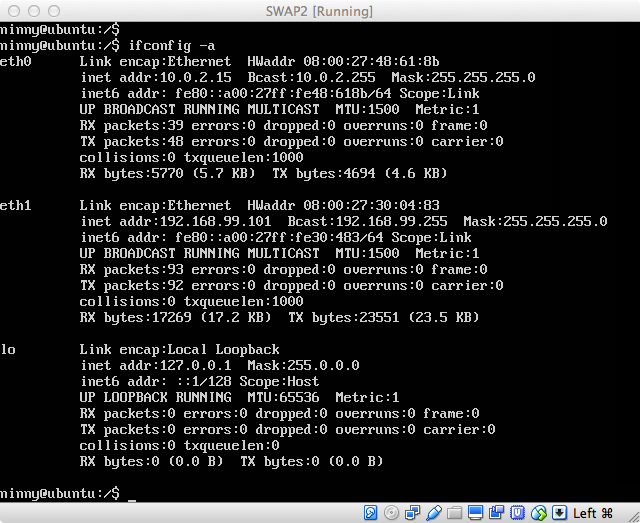 SWAP2 [Running]
minny@ubuntu:/$
minny@ubuntu:/$ ifconfig -a
eth0 Link encap:Ethernet HWaddr 08:00:27:48:61:8b
inet addr:10.0.2.15 Bcast:10.0.2.255 Mask:255.255.255.0
inet6 addr: fe80::a00:27ff:fe48:618b/64 Scope:Link
UP BROADCAST RUNNING MULTICAST MTU:1500 Metric:1
RX packets:39 errors:0 dropped:0 overruns:0 frame:0
TX packets:48 errors:0 dropped:0 overruns:0 carrier:0
collisions:0 txqueuelen:1000
RX bytes:5770 (5.7 KB) TX bytes:4694 (4.6 KB)
eth1 Link encap:Ethernet HWaddr 08:00:27:30:04:83
inet addr:192.168.99.101 Bcast:192.168.99.255 Mask:255.255.255.0
inet6 addr: fe80::a00:27ff:fe30:483/64 Scope:Link
UP BROADCAST RUNNING MULTICAST MTU:1500 Metric:1
RX packets:93 errors:0 dropped:0 overruns:0 frame:0
TX packets:92 errors:0 dropped:0 overruns:0 carrier:0
collisions:0 txqueuelen:1000
RX bytes:17269 (17.2 KB) TX bytes:23551 (23.5 KB)
lo Link encap:Local Loopback
inet addr:127.0.0.1 Mask:255.0.0.0
inet6 addr: ::1/128 Scope:Host
UP LOOPBACK RUNNING MTU:65536 Metric:1
RX packets:0 errors:0 dropped:0 overruns:0 frame:0
TX packets:0 errors:0 dropped:0 overruns:0 carrier:0
collisions:0 txqueuelen:0
RX bytes:0 (0.0 B) TX bytes:0 (0.0 B)
minny@ubuntu:/$ _
Left ⌘